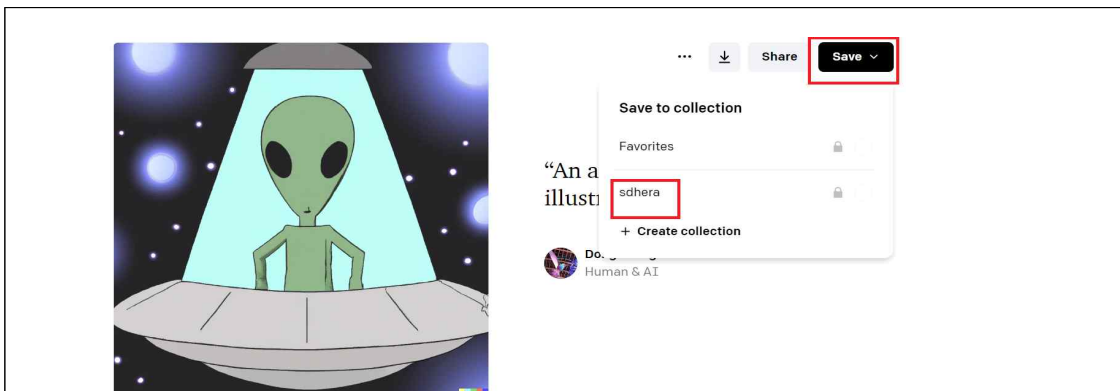 Share
Save
Save to collection
Favorites
“An a
sdhera
illust
+ Create collection
Human & AI